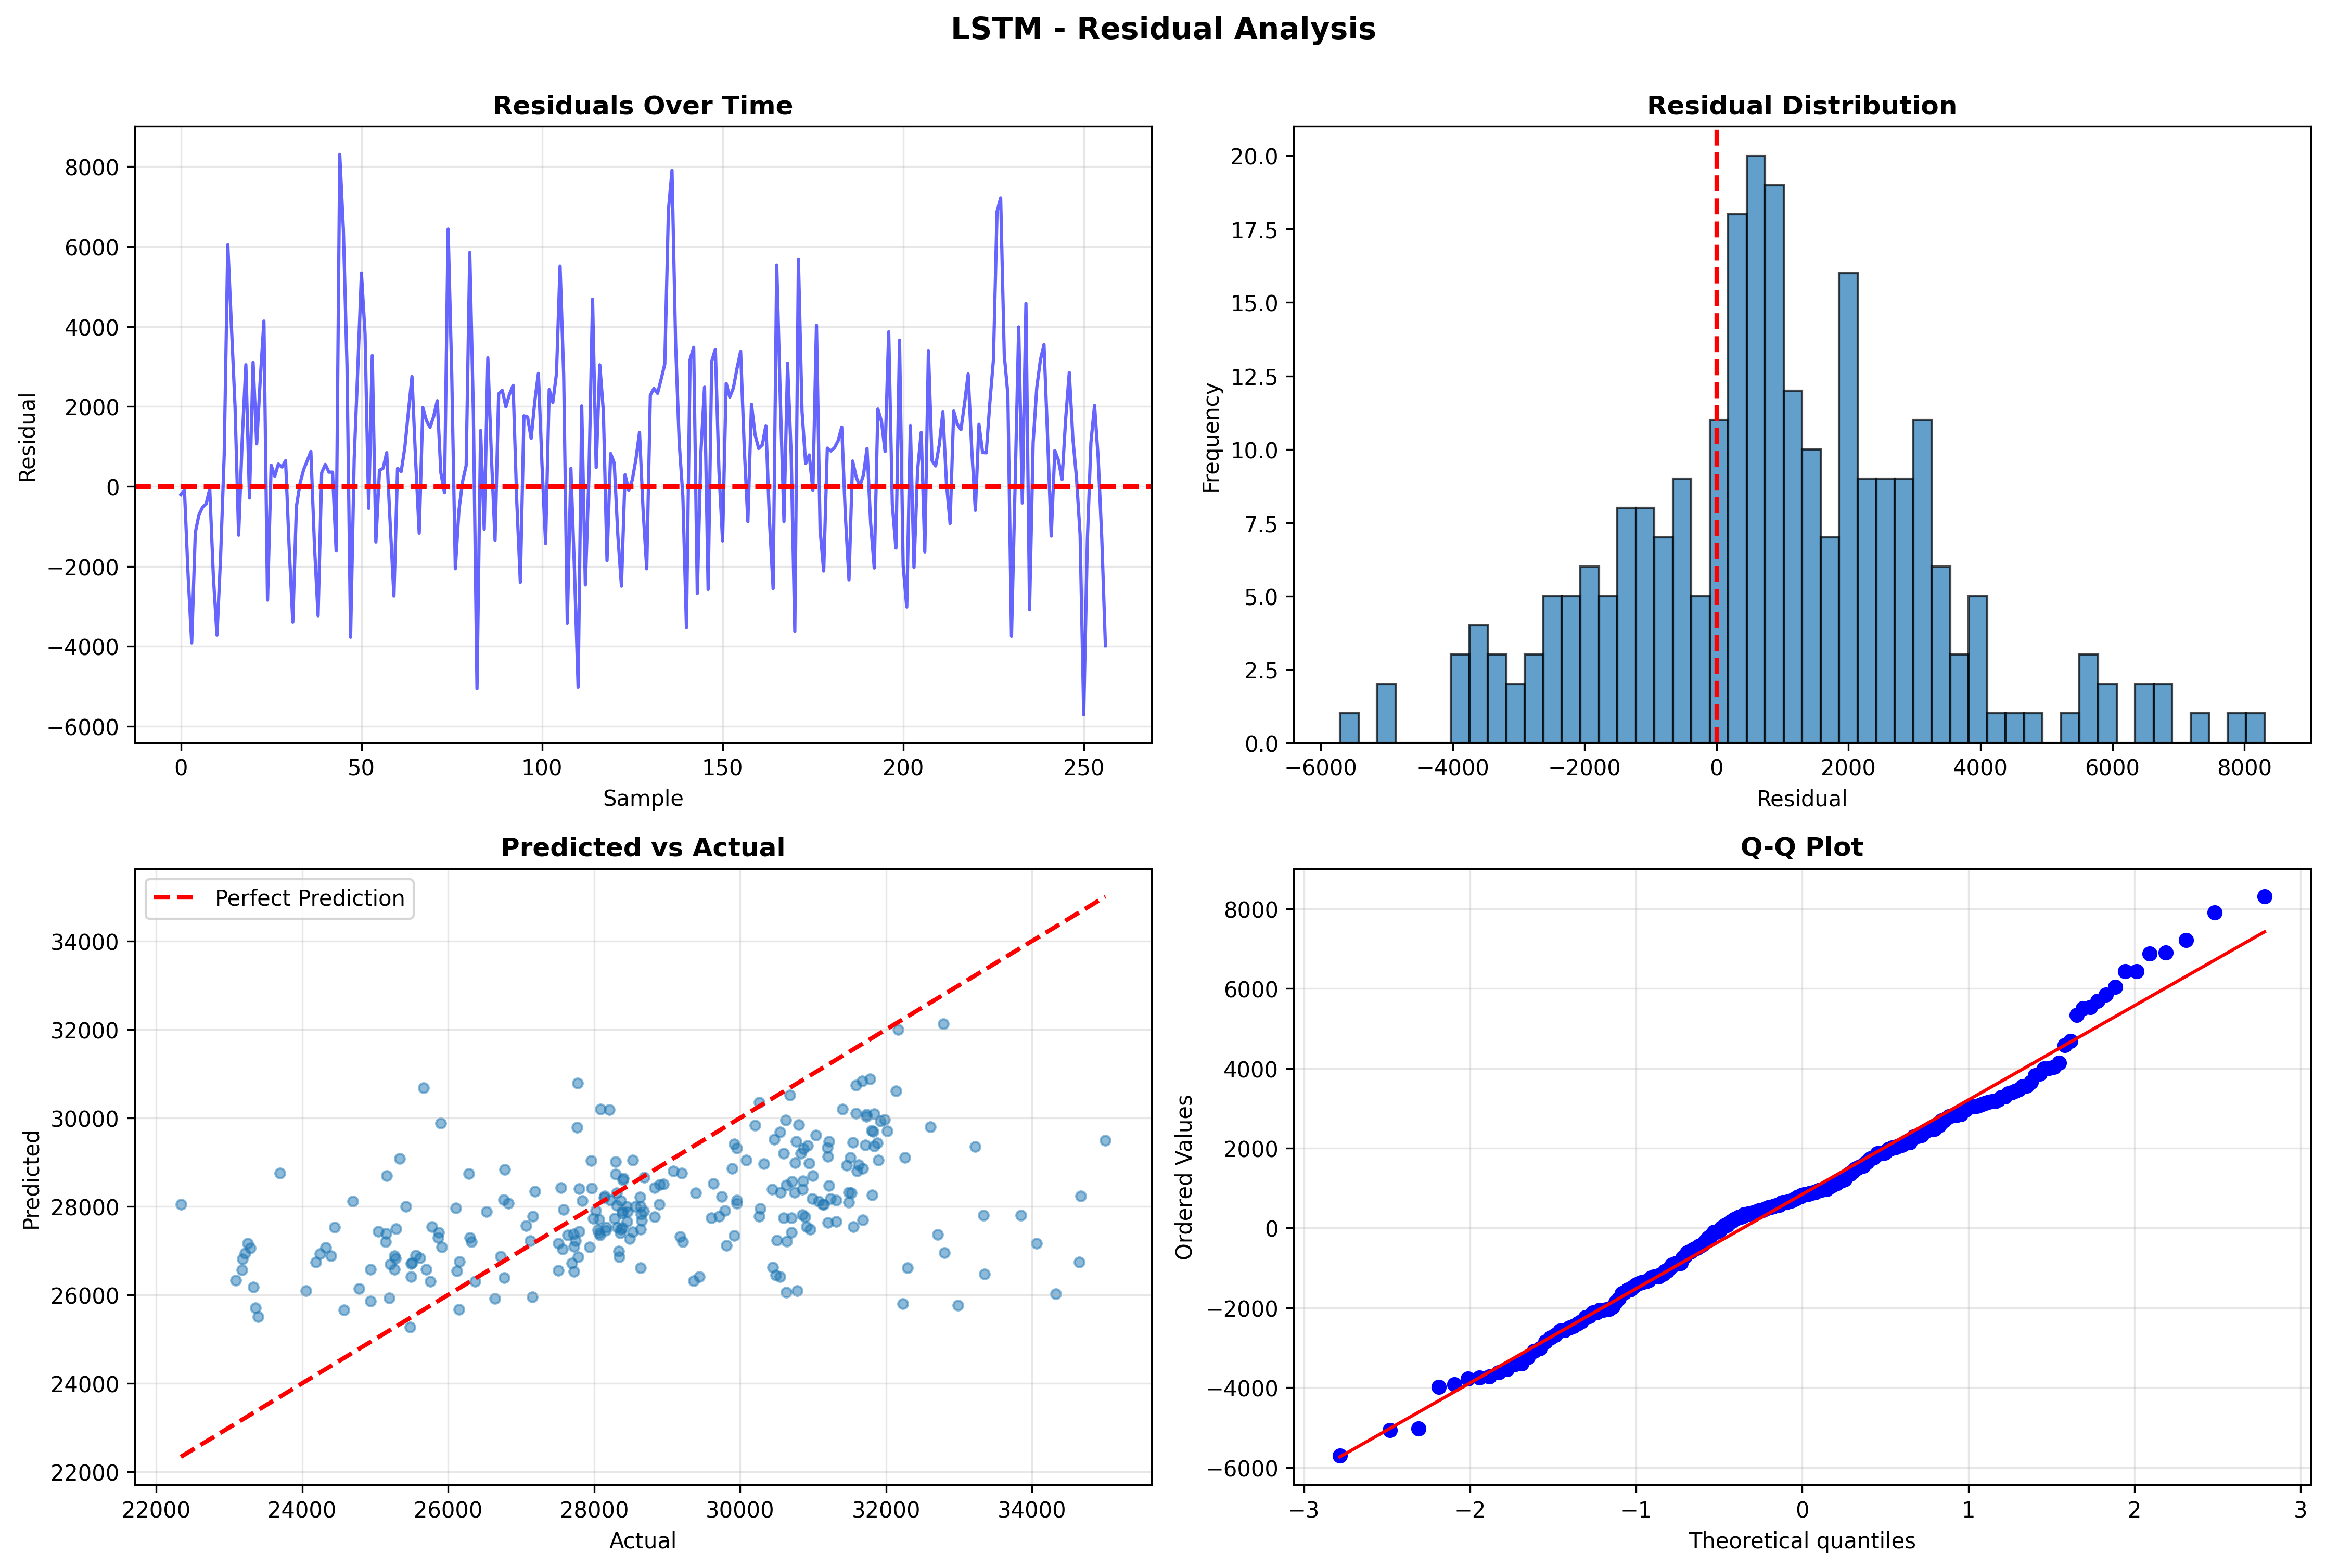 LSTM - Residual Analysis
Residuals Over Time
Residual
8000
6000
4000
2000
0
−2000
−4000
−6000
0 50 100 150 200 250
Sample
Residual Distribution
Frequency
20.0
17.5
15.0
12.5
10.0
7.5
5.0
2.5
0.0
−6000 −4000 −2000 0 2000 4000 6000 8000
Residual
Predicted vs Actual
Perfect Prediction
Predicted
34000
32000
30000
28000
26000
24000
22000
22000 24000 26000 28000 30000 32000 34000
Actual
Q-Q Plot
Ordered Values
8000
6000
4000
2000
0
−2000
−4000
−6000
−3 −2 −1 0 1 2 3
Theoretical quantiles